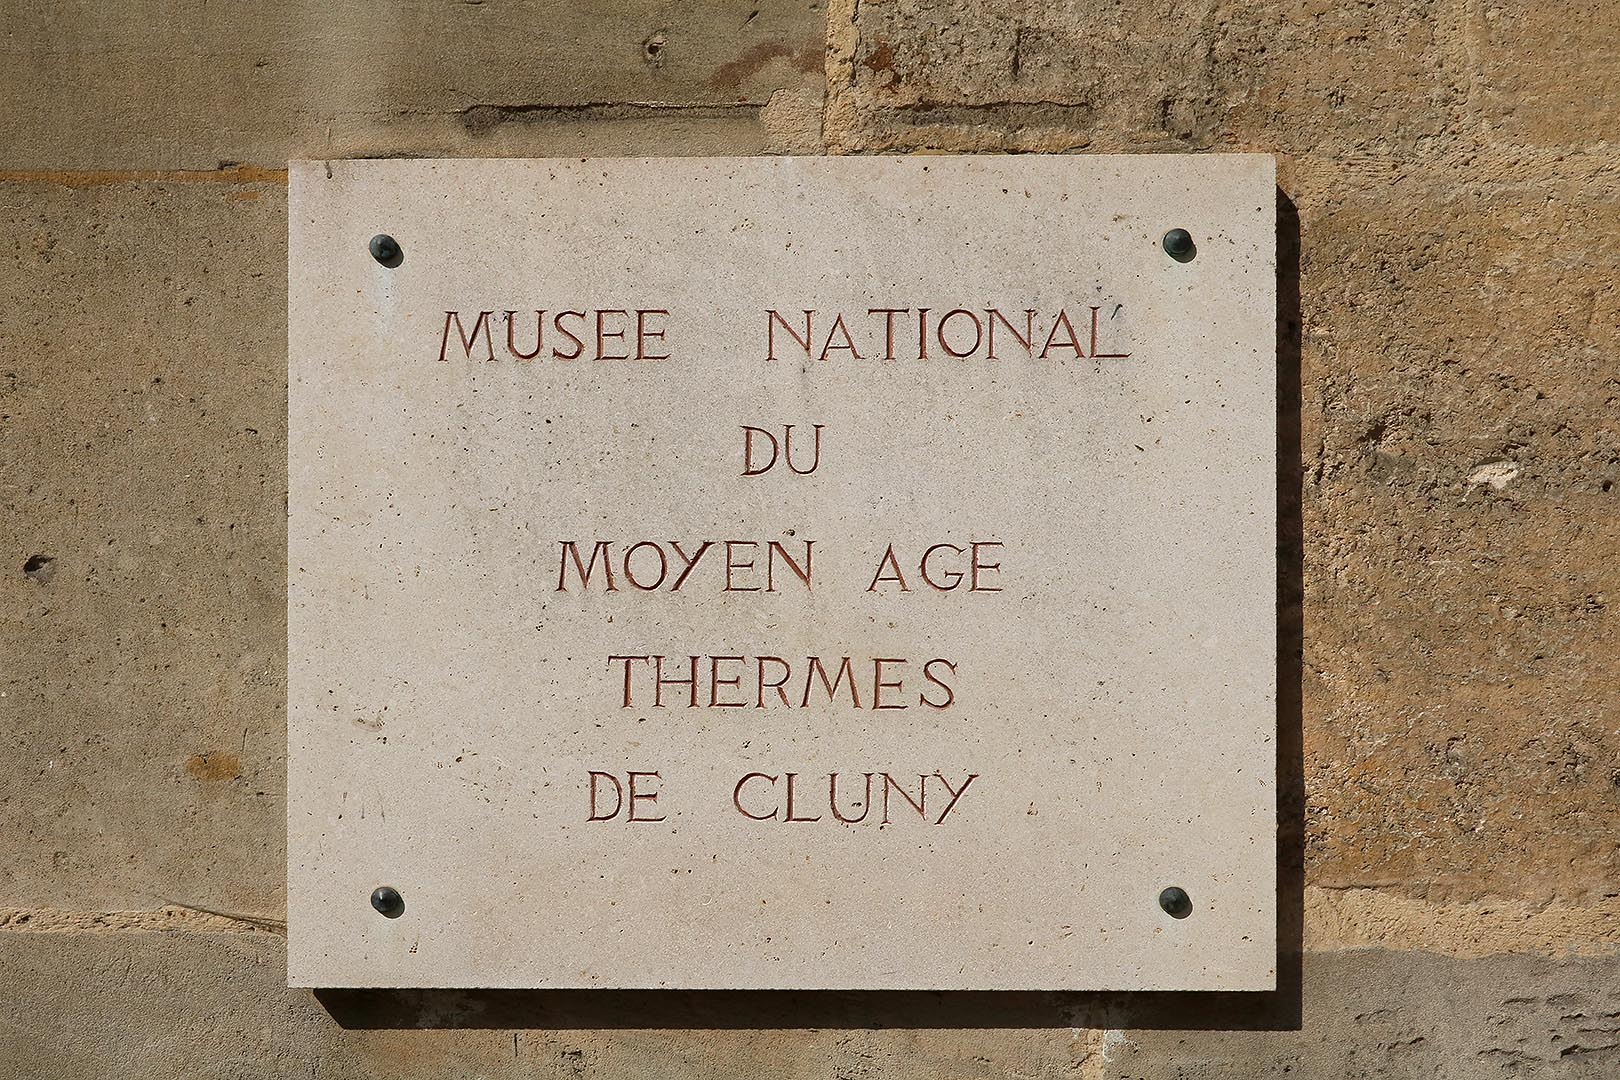 MUSEE NATIONAL
DU
MOYEN AGE
THERMES
DE CLUNY